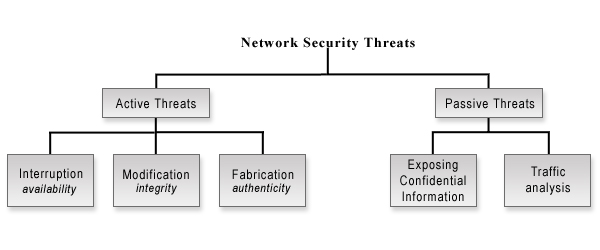 Network Security Threats
Active Threats
Passive Threats
Interruption
availability
Modification
integrity
Fabrication
authenticity
Exposing
Confidential
Information
Traffic
analysis